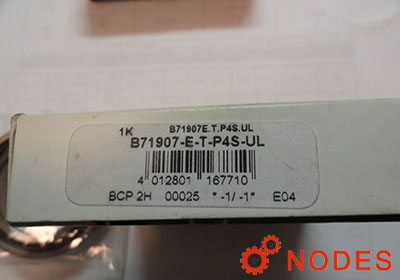 1K B71907E.T.P4S.UL
B71907-E-T-P4S-UL
4 012801 167710
BCP 2H 00025 * -1/ -1* E04
NODES